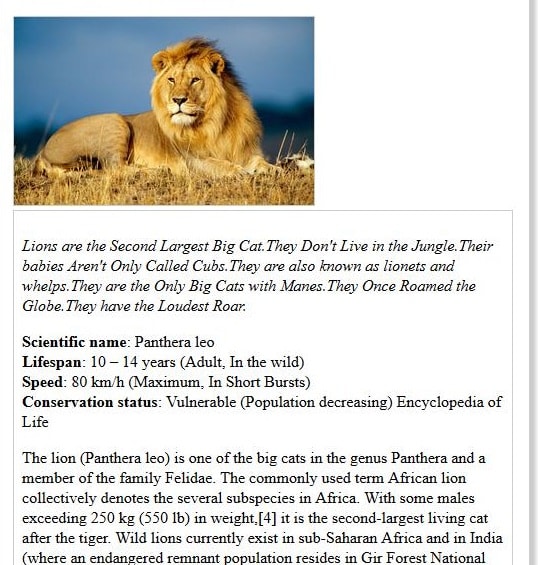 Lions are the Second Largest Big Cat.They Don't Live in the Jungle.Their
babies Aren't Only Called Cubs.They are also known as lionets and
whelps.They are the Only Big Cats with Manes.They Once Roamed the
Globe.They have the Loudest Roar.
Scientific name: Panthera leo
Lifespan: 10 – 14 years (Adult, In the wild)
Speed: 80 km/h (Maximum, In Short Bursts)
Conservation status: Vulnerable (Population decreasing) Encyclopedia of
Life
The lion (Panthera leo) is one of the big cats in the genus Panthera and a
member of the family Felidae. The commonly used term African lion
collectively denotes the several subspecies in Africa. With some males
exceeding 250 kg (550 lb) in weight,[4] it is the second-largest living cat
after the tiger. Wild lions currently exist in sub-Saharan Africa and in India
(where an endangered remnant population resides in Gir Forest National